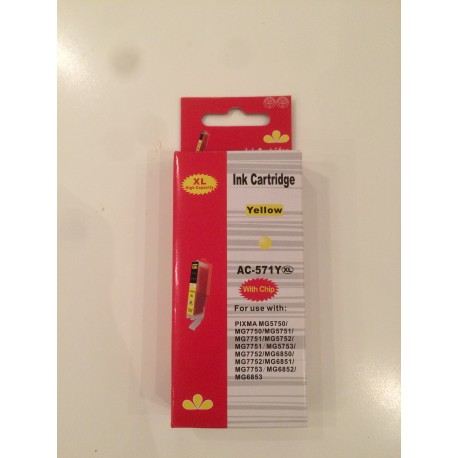 XL
High Capacity
Ink Cartridge
Yellow
AC-571Y XL
With Chip
For use with:
PIXMA MG5750/
MG7750/MG5751/
MG7751/MG5752/
MG7751/ MG5753/
MG7752/MG6850/
MG7752/MG6851/
MG7753/ MG6852/
MG6853